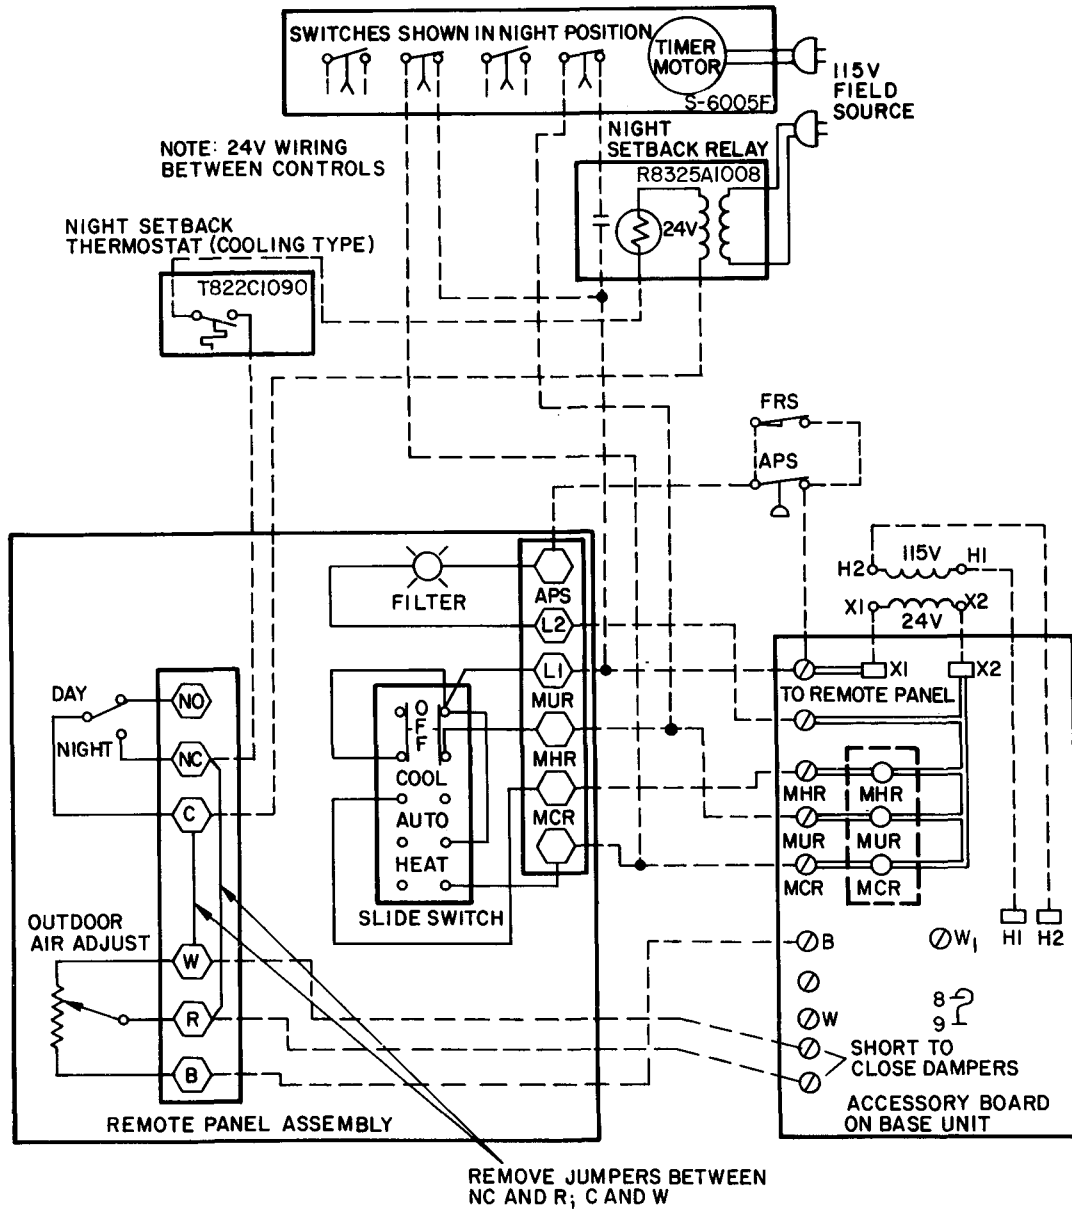 SWITCHES SHOWN IN NIGHT POSITION
TIMER
MOTOR
S-6005F
115V
FIELD
SOURCE
NOTE: 24V WIRING
BETWEEN CONTROLS
NIGHT
SETBACK RELAY
R8325A1008
24V
NIGHT SETBACK
THERMOSTAT (COOLING TYPE)
T822C1090
FRS
APS
FILTER
APS
L2
L1
MUR
MHR
MCR
H2
115V
H1
X1
24V
X2
X1
X2
TO REMOTE PANEL
DAY
NIGHT
NO
NC
C
OFF
COOL
AUTO
HEAT
SLIDE SWITCH
MHR
MHR
MUR
MUR
MCR
MCR
OUTDOOR
AIR ADJUST
W
R
B
B
W1
H1
H2
8
9
W
SHORT TO
CLOSE DAMPERS
ACCESSORY BOARD
ON BASE UNIT
REMOTE PANEL ASSEMBLY
REMOVE JUMPERS BETWEEN
NC AND R; C AND W